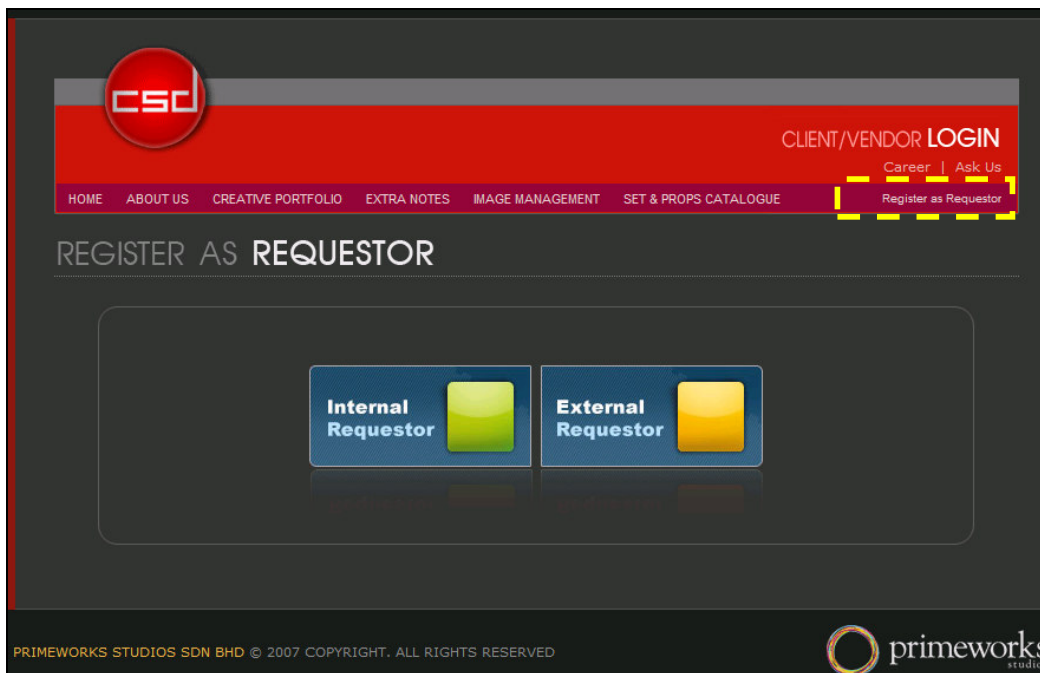 csd
CLIENT/VENDOR LOGIN
Career | Ask Us
HOME ABOUT US CREATIVE PORTFOLIO EXTRA NOTES IMAGE MANAGEMENT SET & PROPS CATALOGUE Register as Requestor
REGISTER AS REQUESTOR
Internal
Requestor
External
Requestor
PRIMEWORKS STUDIOS SDN BHD © 2007 COPYRIGHT. ALL RIGHTS RESERVED
primeworks
studio